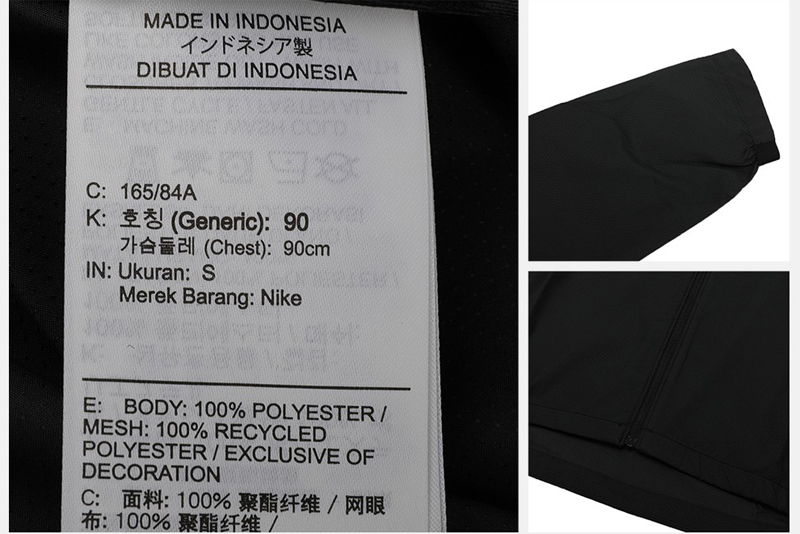 MADE IN INDONESIA
インドネシア製
DIBUAT DI INDONESIA
C: 165/84A
K: 호칭 (Generic): 90
가슴둘레 (Chest): 90cm
IN: Ukuran: S
Merek Barang: Nike
E: BODY: 100% POLYESTER /
MESH: 100% RECYCLED
POLYESTER / EXCLUSIVE OF
DECORATION
C: 面料: 100% 聚酯纤维 / 网眼
布: 100% 聚酯纤维 /